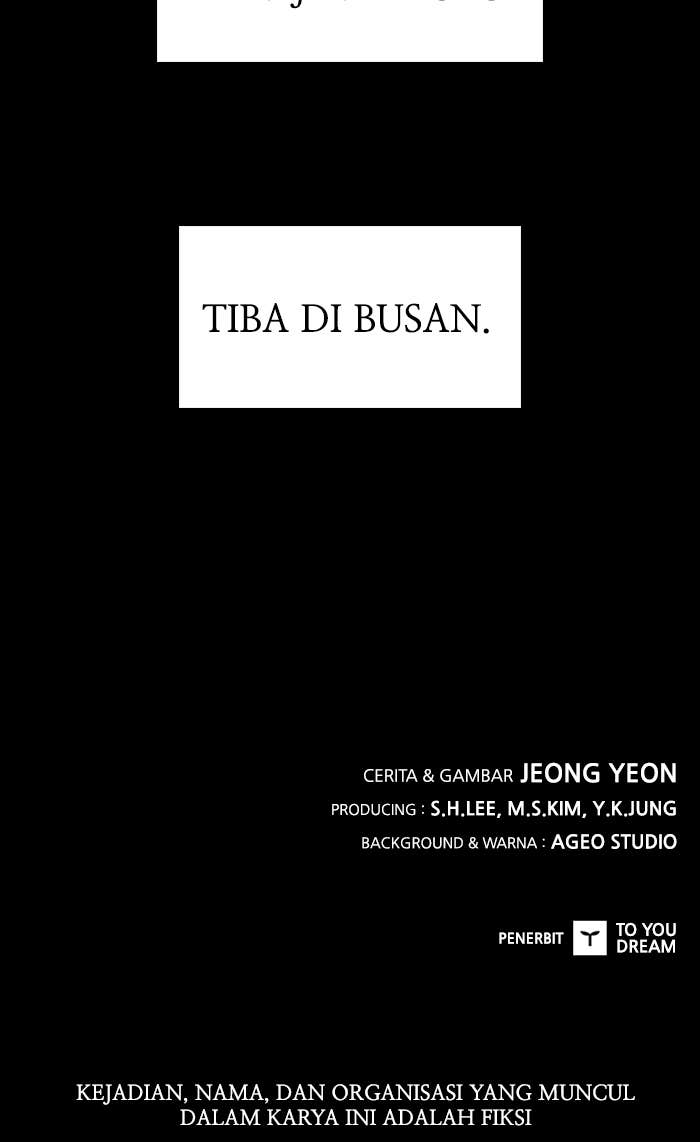 TIBA DI BUSAN.
CERITA & GAMBAR JEONG YEON
PRODUCING : S.H.LEE, M.S.KIM, Y.K.JUNG
BACKGROUND & WARNA : AGEO STUDIO
PENERBIT TO YOU
DREAM
KEJADIAN, NAMA, DAN ORGANISASI YANG MUNCUL
DALAM KARYA INI ADALAH FIKSI